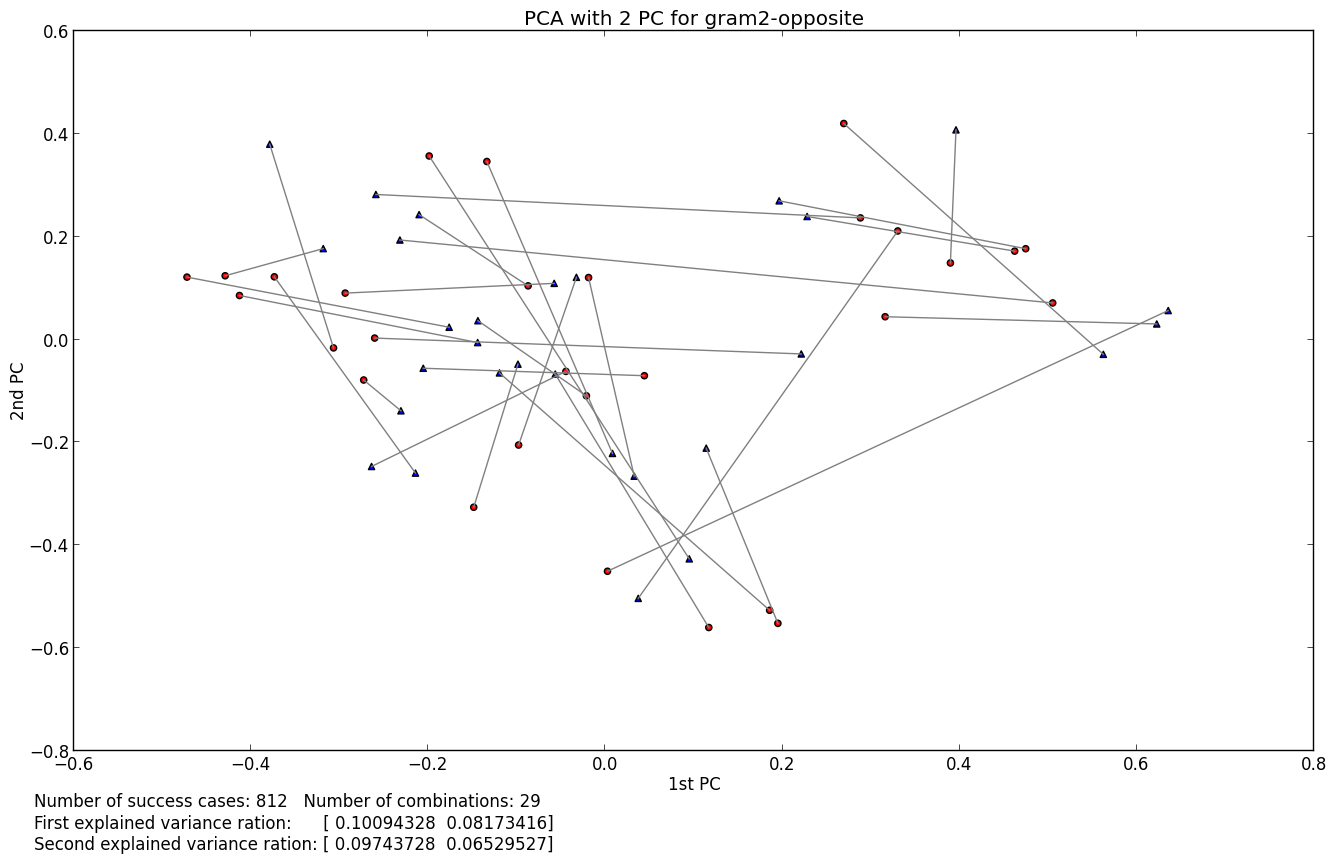 PCA with 2 PC for gram2-opposite
0.6
0.4
0.2
0.0
−0.2
−0.4
−0.6
−0.8
2nd PC
−0.6 −0.4 −0.2 0.0 0.2 0.4 0.6 0.8
1st PC
Number of success cases: 812 Number of combinations: 29
First explained variance ration: [ 0.10094328 0.08173416]
Second explained variance ration: [ 0.09743728 0.06529527]